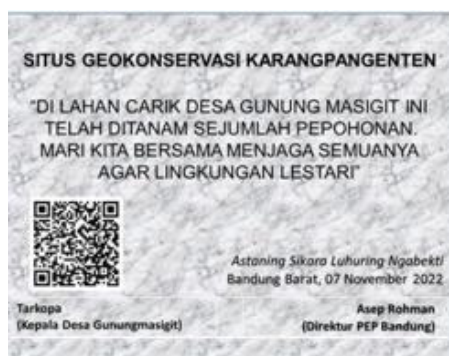 SITUS GEOKONSERVASI KARANGPANGENTEN
"DI LAHAN CARIK DESA GUNUNG MASIGIT INI
TELAH DITANAM SEJUMLAH PEPOHONAN.
MARI KITA BERSAMA MENJAGA SEMUANYA
AGAR LINGKUNGAN LESTARI"
Astaning Sikara Luhuring Ngabekti
Bandung Barat, 07 November 2022
Tarkopa
(Kepala Desa Gunungmasigit)
Asep Rohman
(Direktur PEP Bandung)